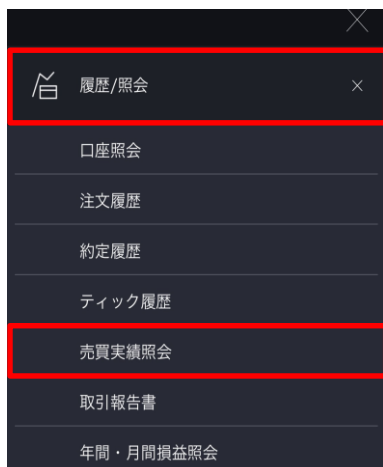 履歴/照会
口座照会
注文履歴
約定履歴
ティック履歴
売買実績照会
取引報告書
年間・月間損益照会